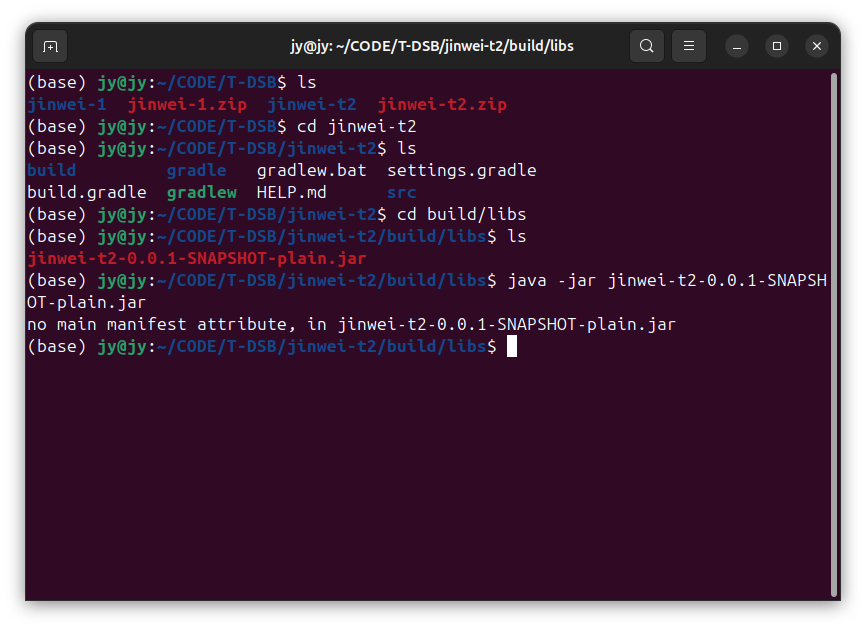 jy@jy: ~/CODE/T-DSB/jinwei-t2/build/libs
(base) jy@jy:~/CODE/T-DSB$ ls
jinwei-1  jinwei-1.zip  jinwei-t2  jinwei-t2.zip
(base) jy@jy:~/CODE/T-DSB$ cd jinwei-t2
(base) jy@jy:~/CODE/T-DSB/jinwei-t2$ ls
build         gradle   gradlew.bat  settings.gradle
build.gradle  gradlew  HELP.md      src
(base) jy@jy:~/CODE/T-DSB/jinwei-t2$ cd build/libs
(base) jy@jy:~/CODE/T-DSB/jinwei-t2/build/libs$ ls
jinwei-t2-0.0.1-SNAPSHOT-plain.jar
(base) jy@jy:~/CODE/T-DSB/jinwei-t2/build/libs$ java -jar jinwei-t2-0.0.1-SNAPSH
OT-plain.jar
no main manifest attribute, in jinwei-t2-0.0.1-SNAPSHOT-plain.jar
(base) jy@jy:~/CODE/T-DSB/jinwei-t2/build/libs$